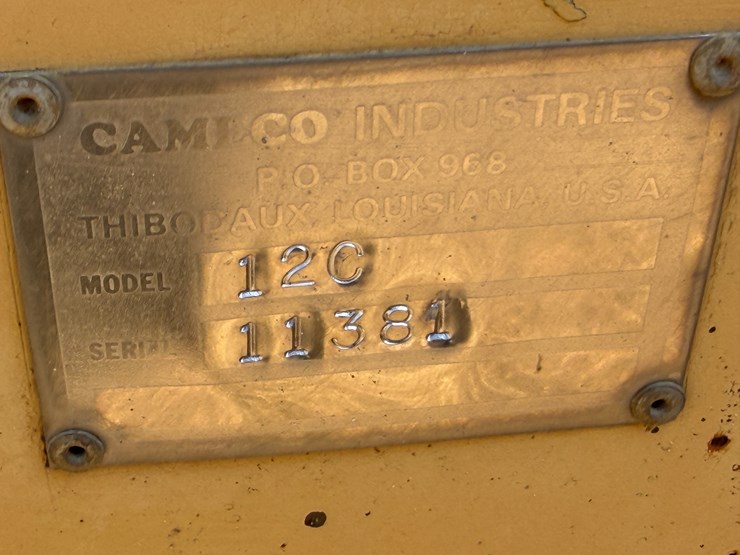 CAMECO INDUSTRIES
P.O. BOX 968
THIBODAUX LOUISIANA, U.S.A.
MODEL 12C
SERIAL 11381